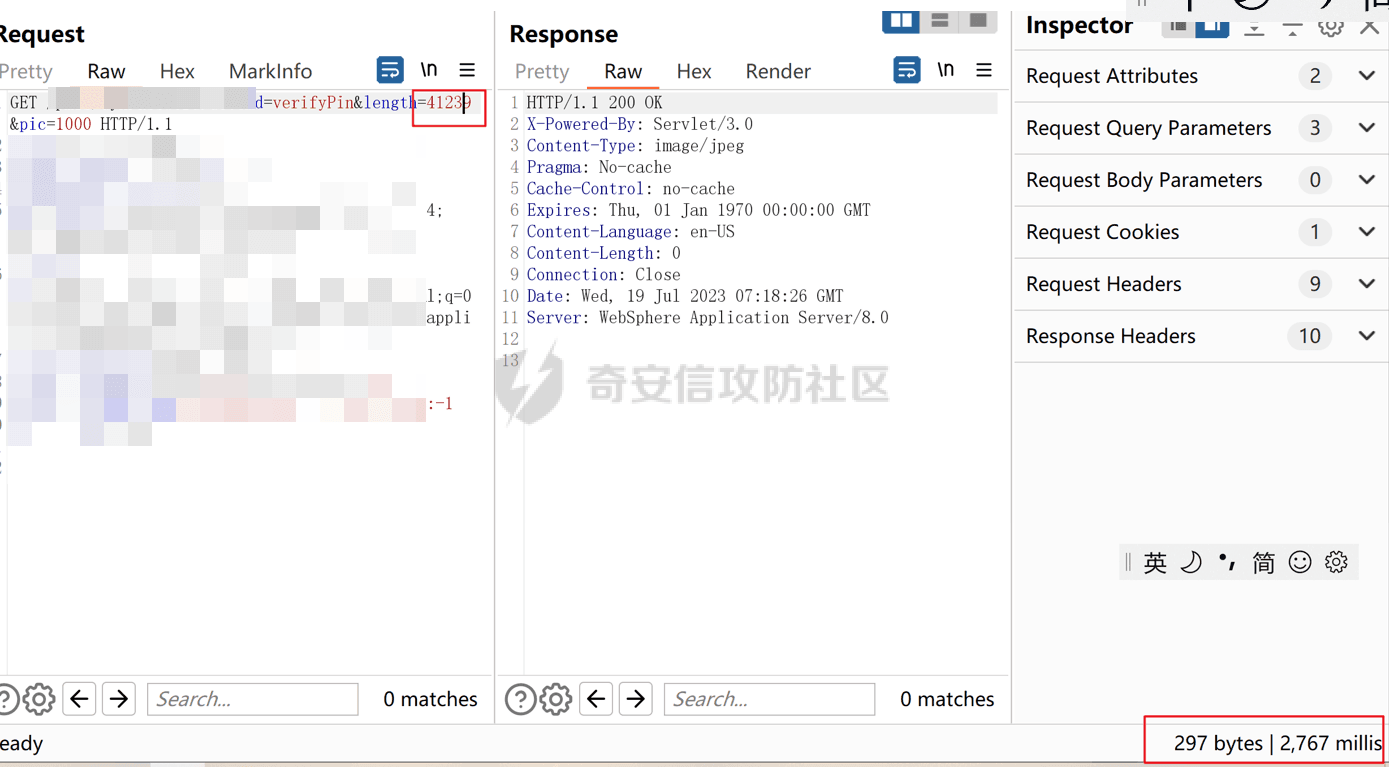 Request
Pretty Raw Hex MarkInfo \n
GET
d=verifyPin&length=41239
&pic=1000 HTTP/1.1
4;
l;q=0
appli
:-1
Search...
0 matches
Response
Pretty Raw Hex Render \n
1 HTTP/1.1 200 OK
2 X-Powered-By: Servlet/3.0
3 Content-Type: image/jpeg
4 Pragma: No-cache
5 Cache-Control: no-cache
6 Expires: Thu, 01 Jan 1970 00:00:00 GMT
7 Content-Language: en-US
8 Content-Length: 0
9 Connection: Close
10 Date: Wed, 19 Jul 2023 07:18:26 GMT
11 Server: WebSphere Application Server/8.0
12
13
奇安信攻防社区
Search...
0 matches
Inspector
Request Attributes 2
Request Query Parameters 3
Request Body Parameters 0
Request Cookies 1
Request Headers 9
Response Headers 10
英 简
eady
297 bytes | 2,767 millis